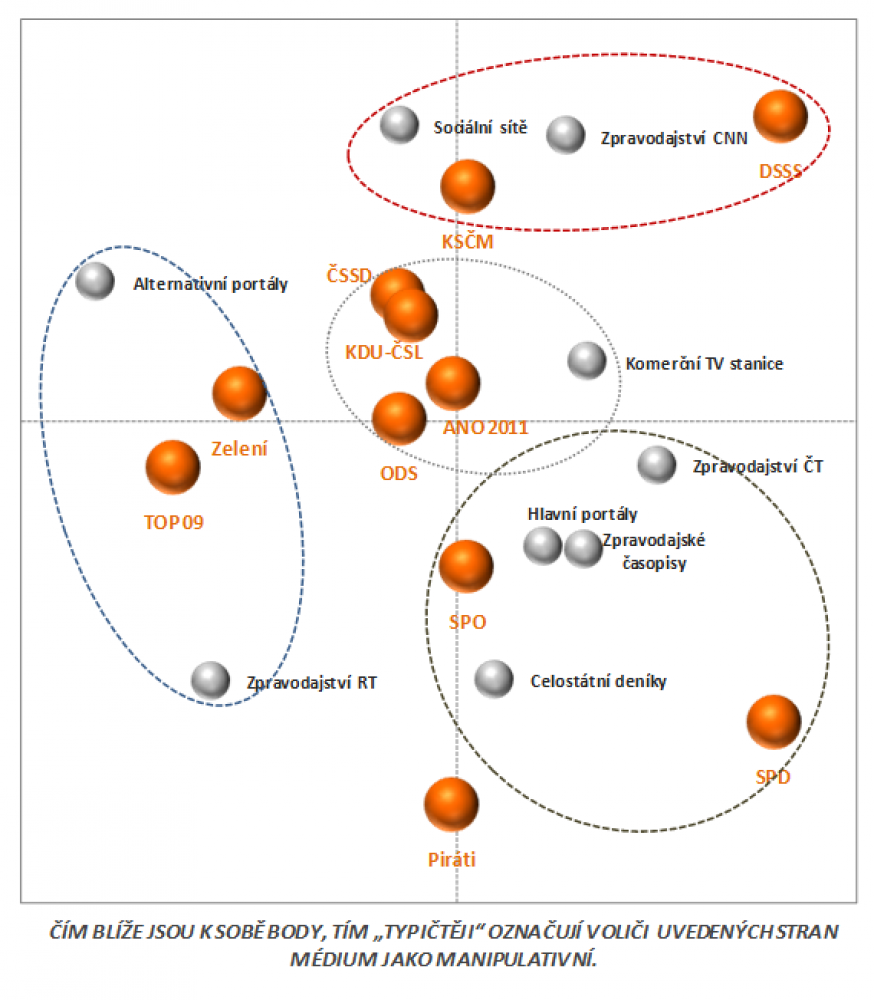 Sociální sítě
Zpravodajství CNN
DSSS
KSČM
ČSSD
Alternativní portály
KDU-ČSL
Komerční TV stanice
ANO 2011
Zelení
ODS
Zpravodajství ČT
TOP 09
Hlavní portály
Zpravodajské
časopisy
SPO
Zpravodajství RT
Celostátní deníky
SPD
Piráti
ČÍM BLÍŽE JSOU K SOBĚ BODY, TÍM „TYPIČTĚJI“ OZNAČUJÍ VOLIČI UVEDENÝCH STRAN
MÉDIUM JAKO MANIPULATIVNÍ.